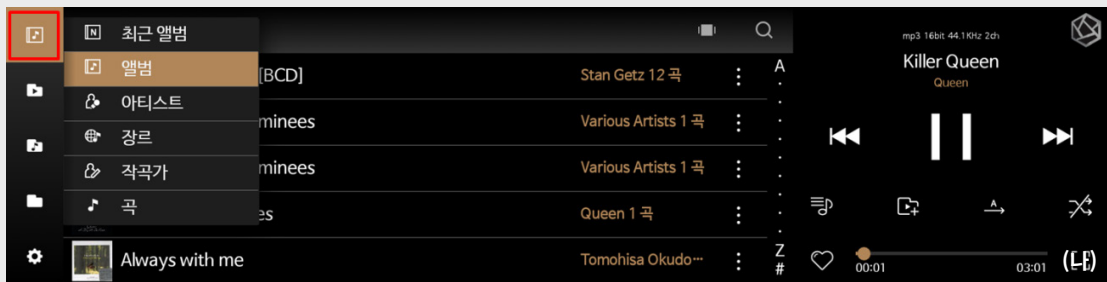 최근 앨범
앨범
아티스트
장르
작곡가
곡
[BCD]
Stan Getz 12 곡
minees
Various Artists 1 곡
minees
Various Artists 1 곡
es
Queen 1 곡
Always with me
Tomohisa Okudo…
A
Z
#
mp3 16bit 44.1KHz 2ch
Killer Queen
Queen
A
00:01
03:01